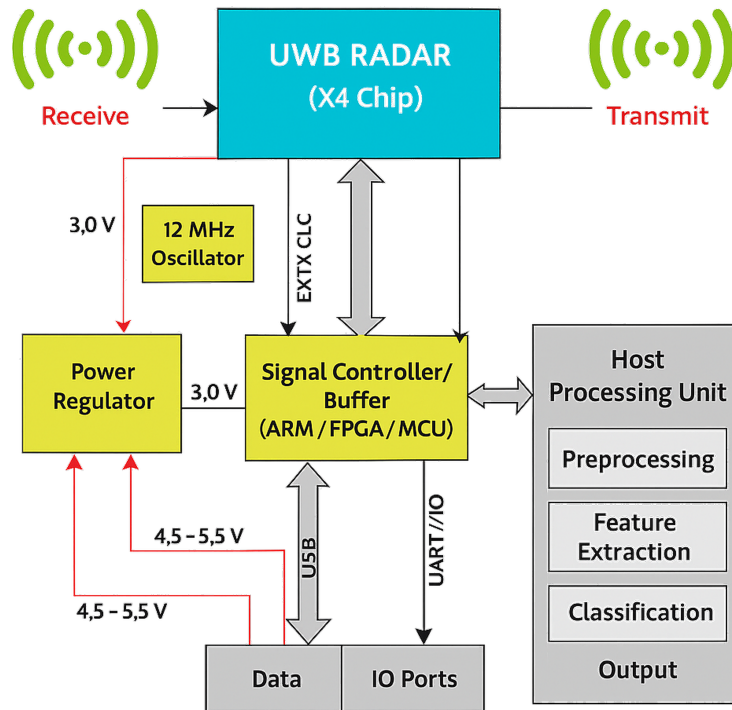 UWB RADAR
(X4 Chip)
Receive
Transmit
3,0 V
12 MHz
Oscillator
EXTX CLC
Power
Regulator
3,0 V
Signal Controller/
Buffer
(ARM / FPGA / MCU)
Host
Processing Unit
Preprocessing
Feature
Extraction
Classification
Output
4,5 – 5,5 V
4,5 – 5,5 V
U5B
UART //IO
Data
IO Ports